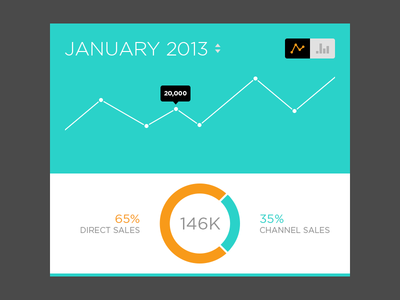 JANUARY 2013
20,000
65%
DIRECT SALES
146K
35%
CHANNEL SALES